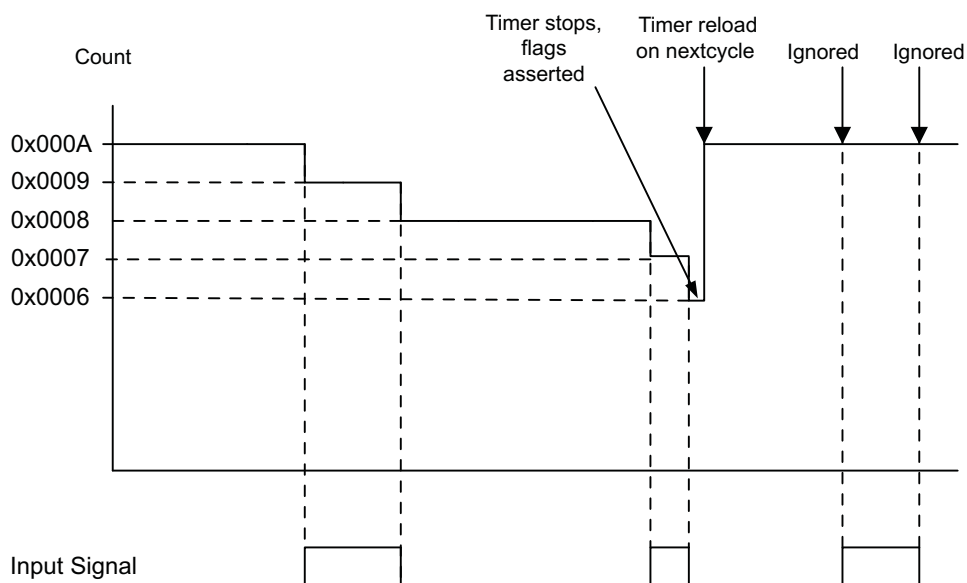 Timer stops,
flags
asserted
Timer reload
on nextcycle
Ignored
Ignored
Count
0x000A
0x0009
0x0008
0x0007
0x0006
Input Signal